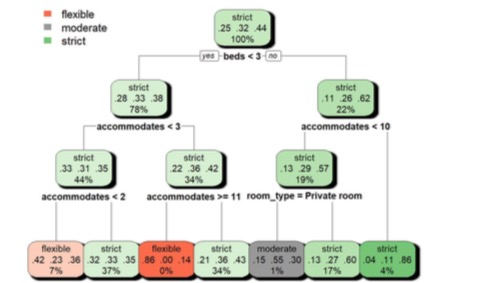 flexible
moderate
strict
strict
.25 .32 .44
100%
yes beds < 3 no
strict
.28 .33 .38
78%
strict
.11 .26 .62
22%
accommodates < 3
accommodates < 10
strict
.33 .31 .35
44%
strict
.22 .36 .42
34%
strict
.13 .29 .57
19%
accommodates < 2
accommodates >= 11
room_type = Private room
flexible
.42 .23 .36
7%
strict
.32 .33 .35
37%
flexible
.86 .00 .14
0%
strict
.21 .36 .43
34%
moderate
.15 .55 .30
1%
strict
.13 .27 .60
17%
strict
.04 .11 .86
4%